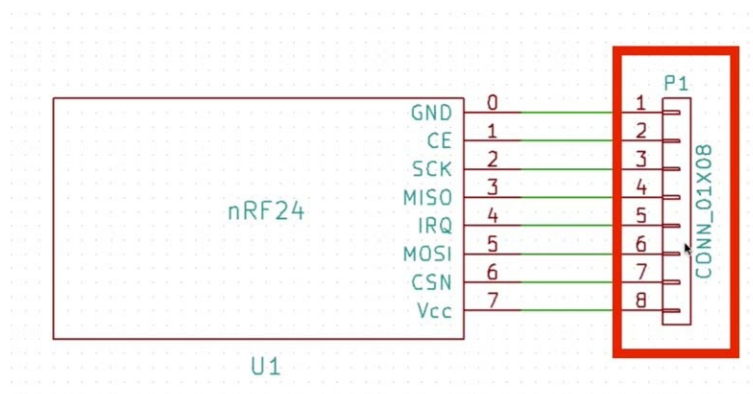 P1
GND 0 1
CE 1 2
SCK 2 3
MISO 3 4
IRQ 4 5
MOSI 5 6
CSN 6 7
Vcc 7 8
nRF24
CONN_01X08
U1